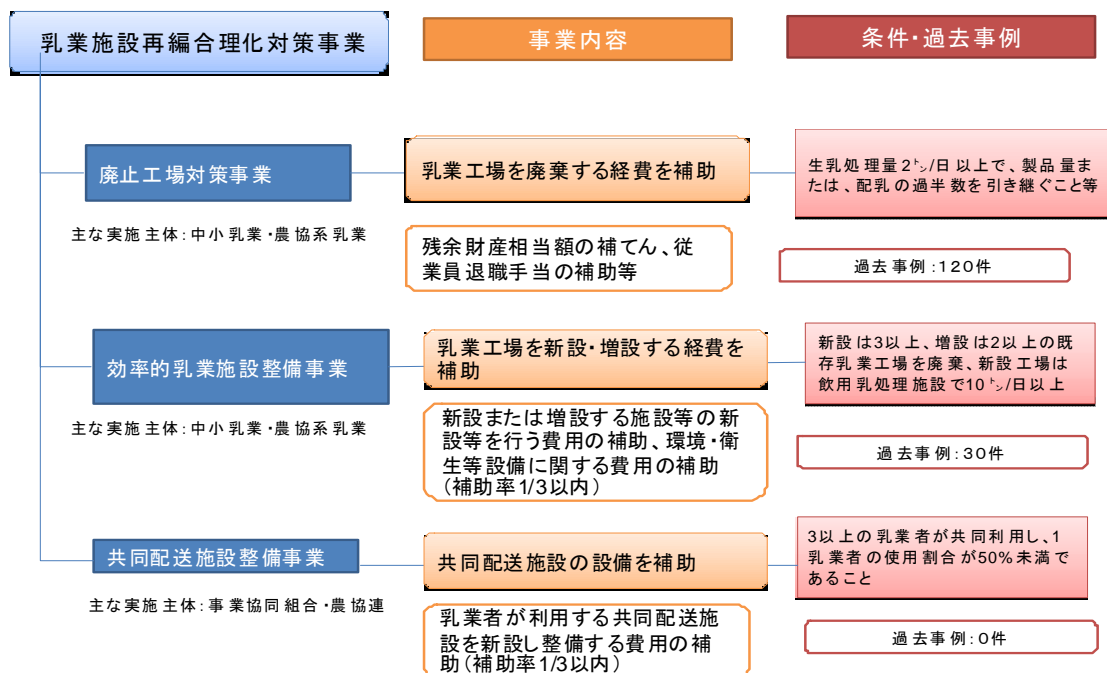 乳業施設再編合理化対策事業
事業内容
条件・過去事例
廃止工場対策事業
主な実施主体：中小乳業・農協系乳業
乳業工場を廃棄する経費を補助
残余財産相当額の補てん、従
業員退職手当の補助等
生乳処理量2㌧/日以上で、製品量ま
たは、配乳の過半数を引き継ぐこと等
過去事例：120件
効率的乳業施設整備事業
主な実施主体：中小乳業・農協系乳業
乳業工場を新設・増設する経費を
補助
新設または増設する施設等の新
設等を行う費用の補助、環境・衛
生等設備に関する費用の補助
（補助率1/3以内）
新設は3以上、増設は2以上の既
存乳業工場を廃棄、新設工場は
飲用乳処理施設で10㌧/日以上
過去事例：30件
共同配送施設整備事業
主な実施主体：事業協同組合・農協連
共同配送施設の設備を補助
乳業者が利用する共同配送施
設を新設し整備する費用の補
助（補助率1/3以内）
3以上の乳業者が共同利用し、1
乳業者の使用割合が50%未満で
あること
過去事例：0件